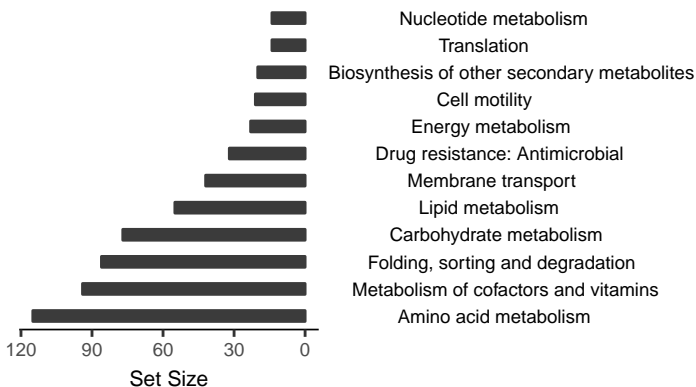 Nucleotide metabolism
Translation
Biosynthesis of other secondary metabolites
Cell motility
Energy metabolism
Drug resistance: Antimicrobial
Membrane transport
Lipid metabolism
Carbohydrate metabolism
Folding, sorting and degradation
Metabolism of cofactors and vitamins
Amino acid metabolism
120 90 60 30 0
Set Size